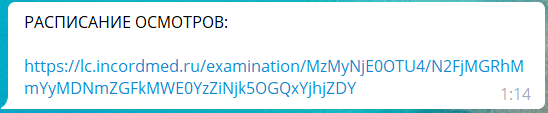 РАСПИСАНИЕ ОСМОТРОВ:
https://lc.incordmed.ru/examination/MzMyNjE0OTU4/N2FjMGRhM
mYyMDNmZGFkMWE0YzZiNjk5OGQxYjhjZDY
1:14